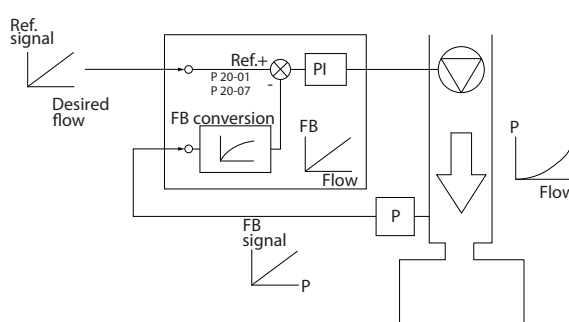 Ref.
signal
Desired
flow
Ref.+
P 20-01
P 20-07
-
PI
FB conversion
FB
Flow
P
Flow
P
FB
signal
P